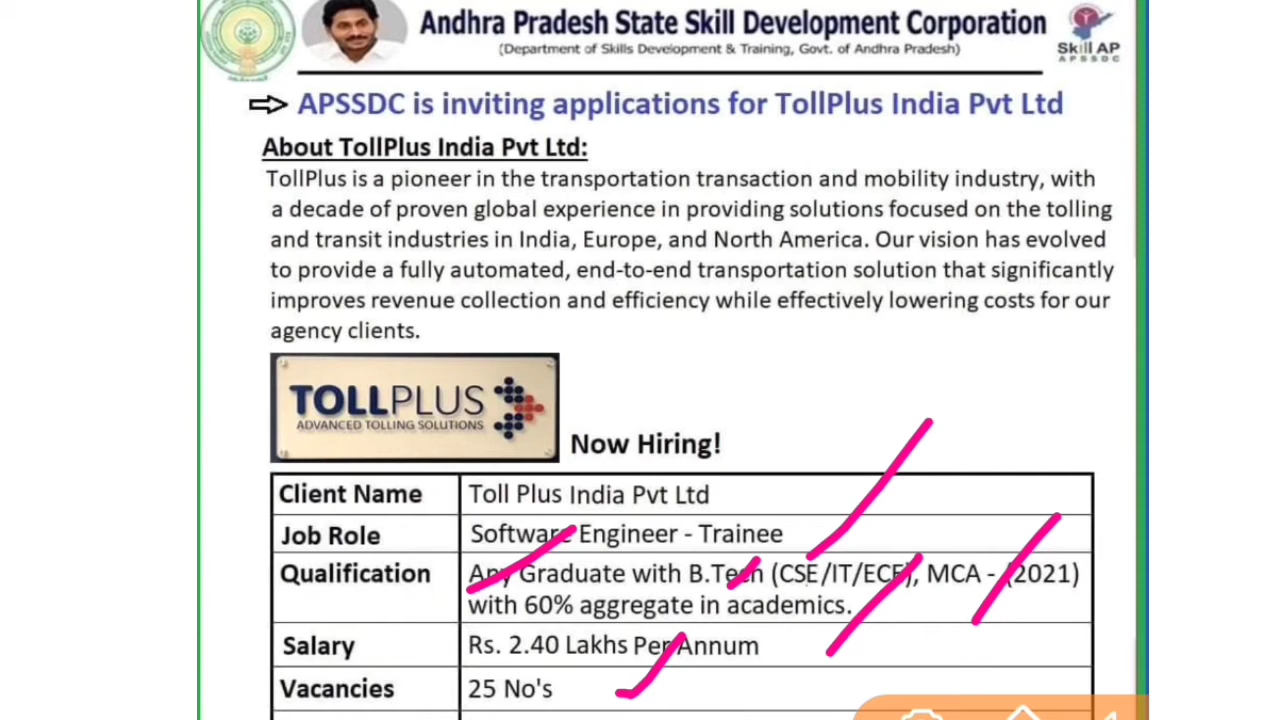 Andhra Pradesh State Skill Development Corporation
(Department of Skills Development & Training, Govt. of Andhra Pradesh)
Skill AP
APSSDC
APSSDC is inviting applications for TollPlus India Pvt Ltd
About TollPlus India Pvt Ltd:
TollPlus is a pioneer in the transportation transaction and mobility industry, with
a decade of proven global experience in providing solutions focused on the tolling
and transit industries in India, Europe, and North America. Our vision has evolved
to provide a fully automated, end-to-end transportation solution that significantly
improves revenue collection and efficiency while effectively lowering costs for our
agency clients.
TOLLPLUS
ADVANCED TOLLING SOLUTIONS
Now Hiring!
Client Name Toll Plus India Pvt Ltd
Job Role Software Engineer - Trainee
Qualification Any Graduate with B.Tech (CSE/IT/ECE), MCA - (2021)
with 60% aggregate in academics.
Salary Rs. 2.40 Lakhs Per Annum
Vacancies 25 No's